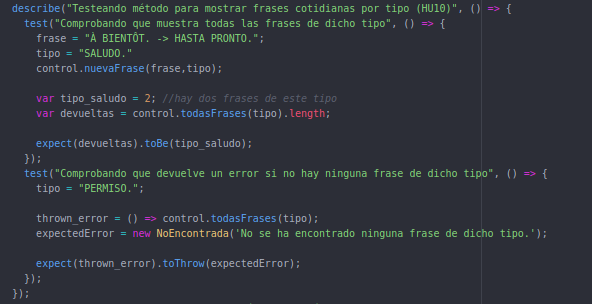 describe("Testeando método para mostrar frases cotidianas por tipo (HU10)", () => {
test("Comprobando que muestra todas las frases de dicho tipo", () => {
frase = "À BIENTÔT. -> HASTA PRONTO.";
tipo = "SALUDO."
control.nuevaFrase(frase,tipo);
var tipo_saludo = 2; //hay dos frases de este tipo
var devueltas = control.todasFrases(tipo).length;
expect(devueltas).toBe(tipo_saludo);
});
test("Comprobando que devuelve un error si no hay ninguna frase de dicho tipo", () => {
tipo = "PERMISO.";
thrown_error = () => control.todasFrases(tipo);
expectedError = new NoEncontrada('No se ha encontrado ninguna frase de dicho tipo.');
expect(thrown_error).toThrow(expectedError);
});
});